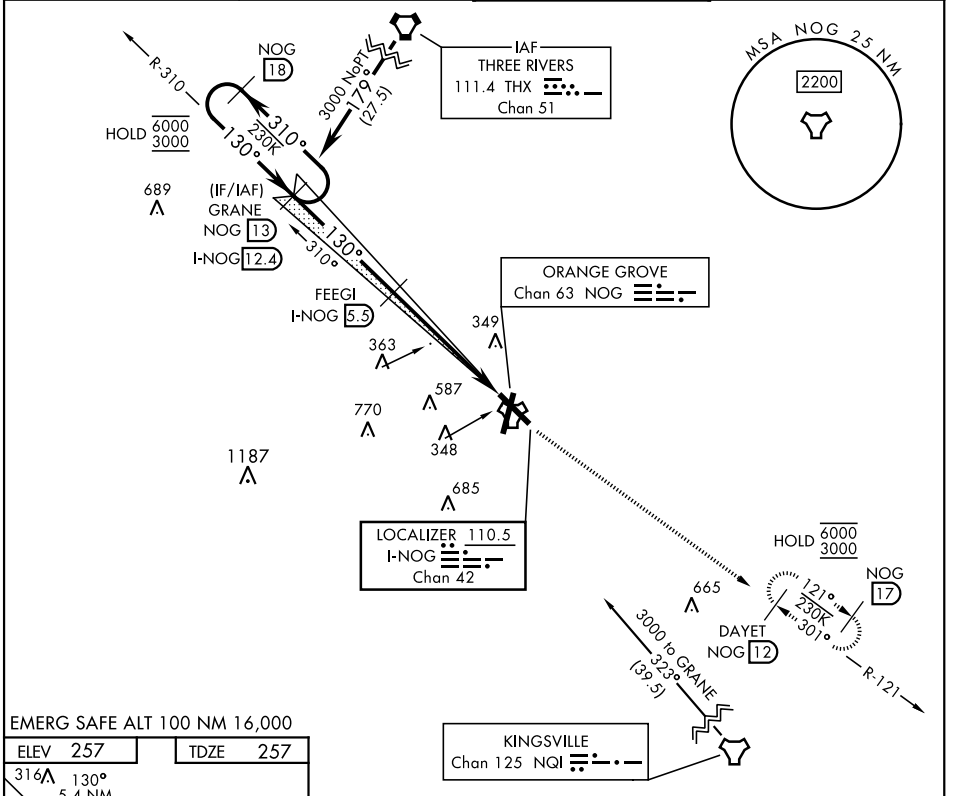 NOG
18
R-310
HOLD 6000
3000
310°
230K
130°
3000 NoPT
179°
(27.5)
IAF
THREE RIVERS
111.4 THX
Chan 51
MSA NOG 25 NM
2200
689
(IF/IAF)
GRANE
NOG 13
I-NOG 12.4
130°
310°
FEEGI
I-NOG 5.5
ORANGE GROVE
Chan 63 NOG
349
363
587
770
348
1187
685
LOCALIZER 110.5
I-NOG
Chan 42
HOLD 6000
3000
NOG
17
665
121°
230K
301°
DAYET
NOG 12
R-121
3000 to GRANE
323°
(39.5)
KINGSVILLE
Chan 125 NQI
EMERG SAFE ALT 100 NM 16,000
ELEV 257
TDZE 257
316
130°
5.4 NM